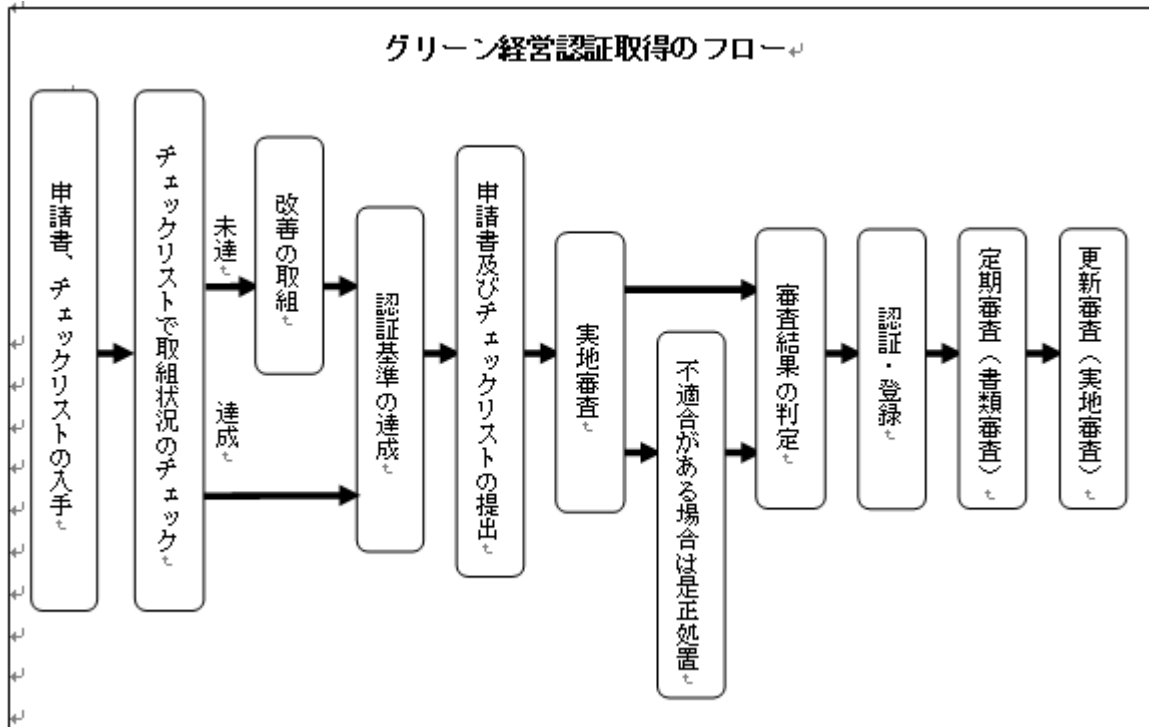 グリーン経営認証取得のフロー
申請書、チェックリストの入手
チェックリストで取組状況のチェック
未達
達成
改善の取組
認証基準の達成
申請書及びチェックリストの提出
実地審査
不適合がある場合は是正処置
審査結果の判定
認証・登録
定期審査（書類審査）
更新審査（実地審査）